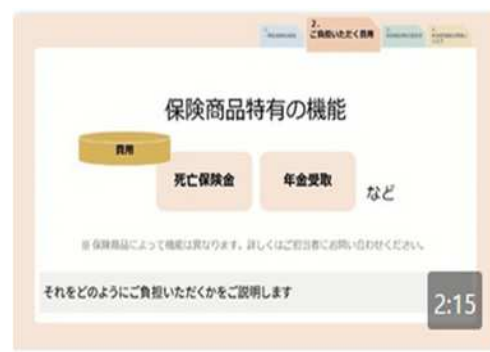 2.
ご負担いただく費用
保険商品特有の機能
費用
死亡保険金
年金受取
など
※ 保険商品によって機能は異なります。詳しくはご担当者にお問い合わせください。
それをどのようにご負担いただくかをご説明します
2:15